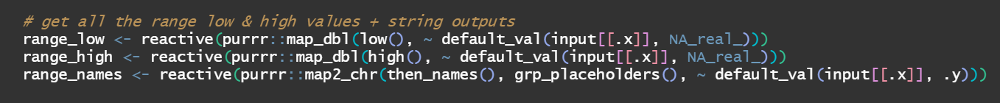 # get all the range low & high values + string outputs
range_low <- reactive(purrr::map_dbl(low(), ~ default_val(input[[.x]], NA_real_)))
range_high <- reactive(purrr::map_dbl(high(), ~ default_val(input[[.x]], NA_real_)))
range_names <- reactive(purrr::map2_chr(then_names(), grp_placeholders(), ~ default_val(input[[.x]], .y)))